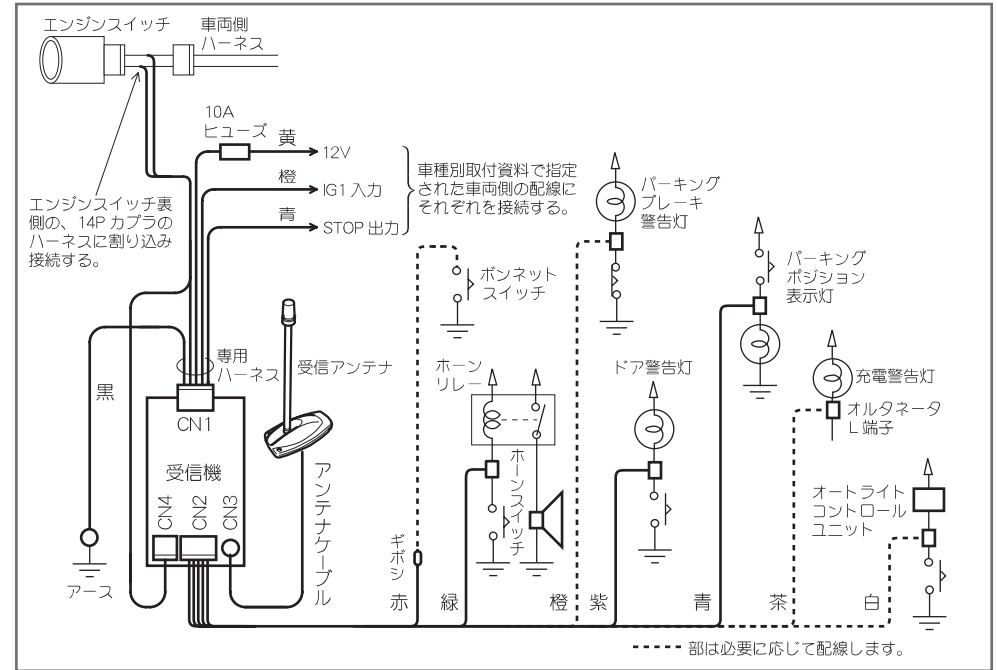 エンジンスイッチ
車両側
ハーネス
10A
ヒューズ
黄
12V
橙
IG1 入力
青
STOP 出力
車種別取付資料で指定
された車両側の配線に
それぞれを接続する。
エンジンスイッチ裏
側の、14P カプラの
ハーネスに割り込み
接続する。
パーキング
ブレーキ
警告灯
ボンネット
スイッチ
パーキング
ポジション
表示灯
専用
ハーネス
受信アンテナ
ホーン
リレー
ドア警告灯
充電警告灯
オルタネータ
L 端子
黒
CN1
受信機
CN4
CN2
CN3
アンテナケーブル
ホーンスイッチ
オートライト
コントロール
ユニット
ギボシ
アース
赤
緑
橙
紫
青
茶
白
部は必要に応じて配線します。